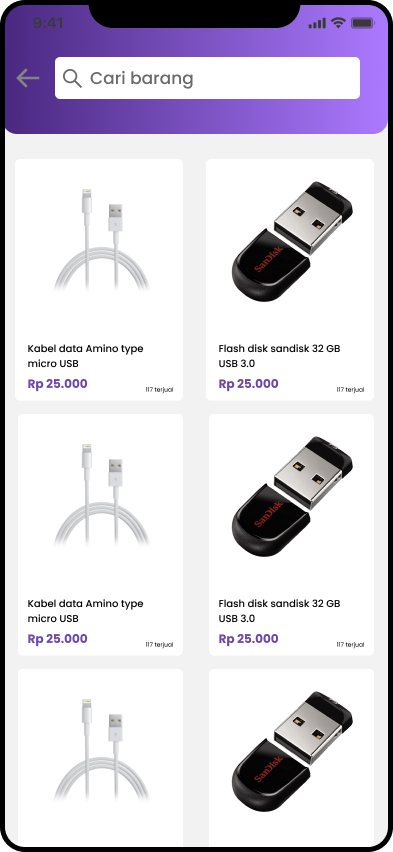 9:41
Cari barang
SanDisk
Kabel data Amino type
micro USB
Rp 25.000
117 terjual
Flash disk sandisk 32 GB
USB 3.0
Rp 25.000
117 terjual
SanDisk
Kabel data Amino type
micro USB
Rp 25.000
117 terjual
Flash disk sandisk 32 GB
USB 3.0
Rp 25.000
117 terjual
SanDisk